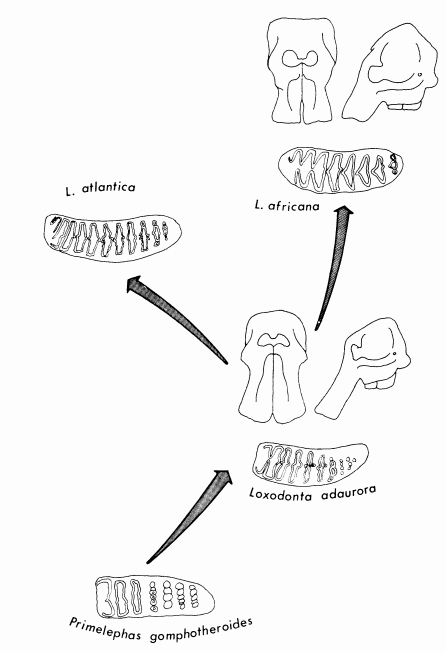 L. atlantica
L. africana
Loxodonta adaurora
Primelephas gomphotheroides